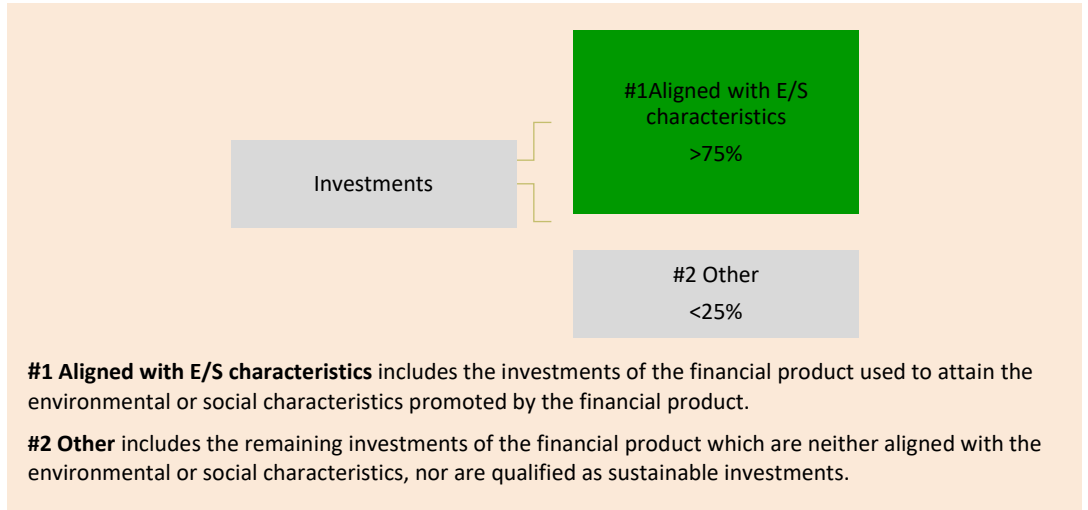 #1Aligned with E/S
characteristics
>75%
Investments
#2 Other
<25%
#1 Aligned with E/S characteristics includes the investments of the financial product used to attain the
environmental or social characteristics promoted by the financial product.
#2 Other includes the remaining investments of the financial product which are neither aligned with the
environmental or social characteristics, nor are qualified as sustainable investments.